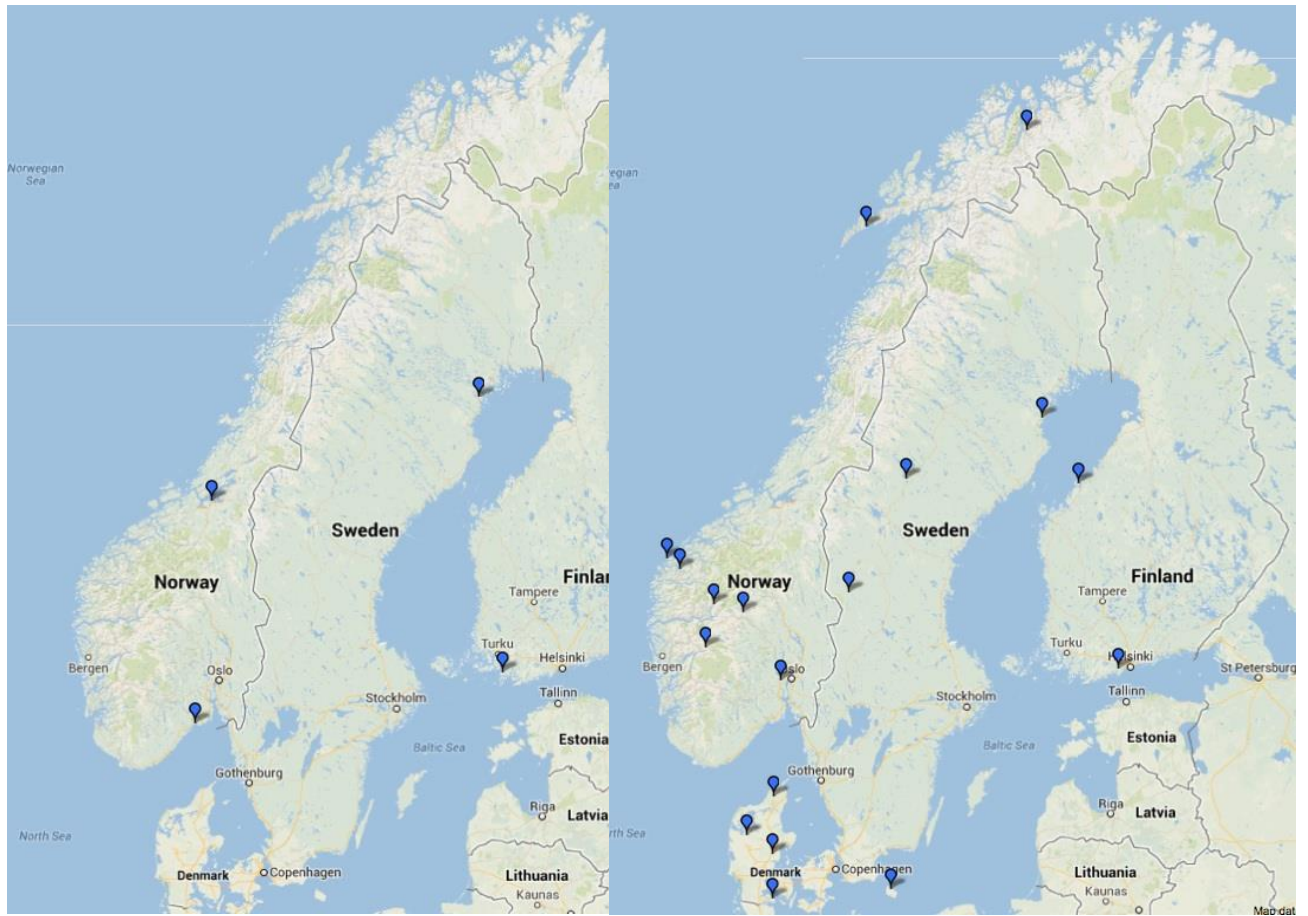 Norwegian
Sea
Sweden
Norway
Finlan
Tampere
Turku
Helsinki
Bergen
Oslo
Tallinn
Stockholm
Estonia
Baltic Sea
Gothenburg
Riga
Latvia
North Sea
Denmark
Copenhagen
Lithuania
Kaunas
wegian
ea
Sweden
Norway
Finland
Tampere
Turku
Helsinki
Bergen
Oslo
St Petersburg
Tallinn
Stockholm
Estonia
Baltic Sea
Gothenburg
Riga
Latvia
rth Sea
Denmark
Copenhagen
Lithuania
Kaunas
Map dat